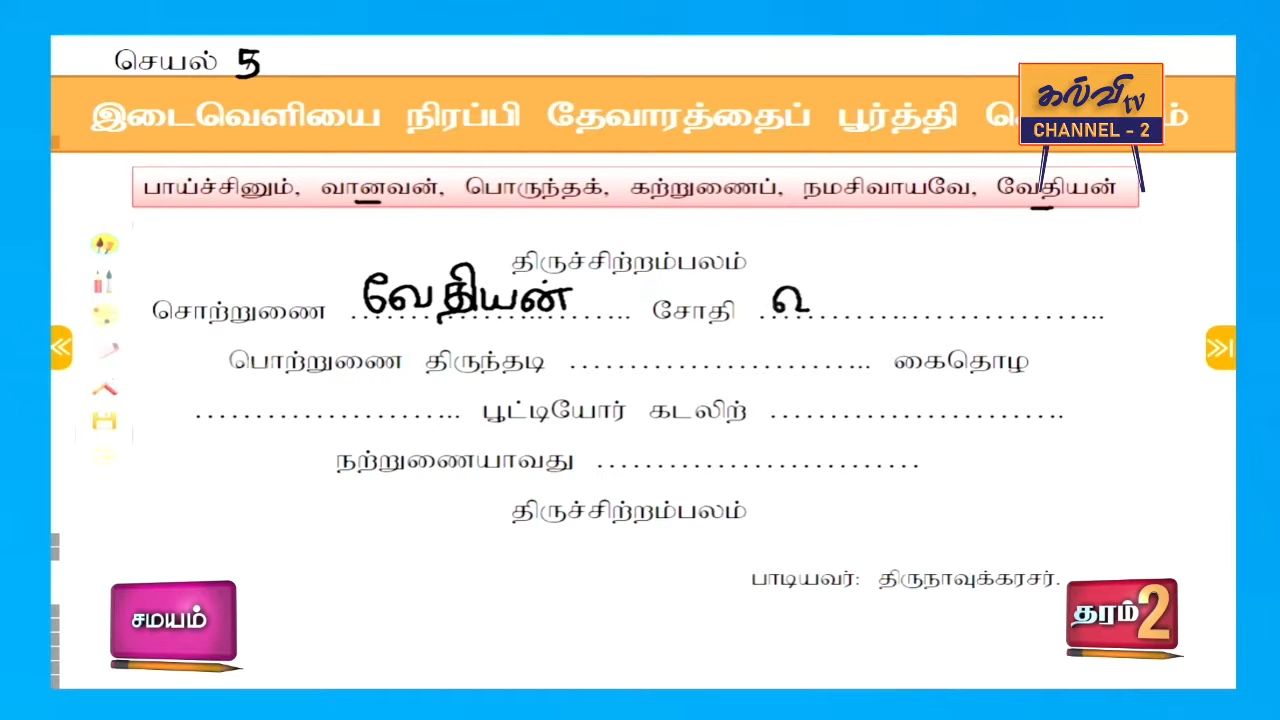 செயல் 5
இடைவெளியை நிரப்பி தேவாரத்தைப் பூர்த்தி
கல்வி tv
CHANNEL - 2
பாய்ச்சினும், வானவன், பொருந்தக், கற்றுணைப், நமசிவாயவே, வேதியன்
திருச்சிற்றம்பலம்
சொற்றுணை வேதியன் சோதி வ
பொற்றுணை திருந்தடி ............................ கைதொழ
........................ பூட்டியோர் கடலிற் ............................
நற்றுணையாவது ..............................
திருச்சிற்றம்பலம்
பாடியவர்: திருநாவுக்கரசர்.
சமயம்
தரம் 2